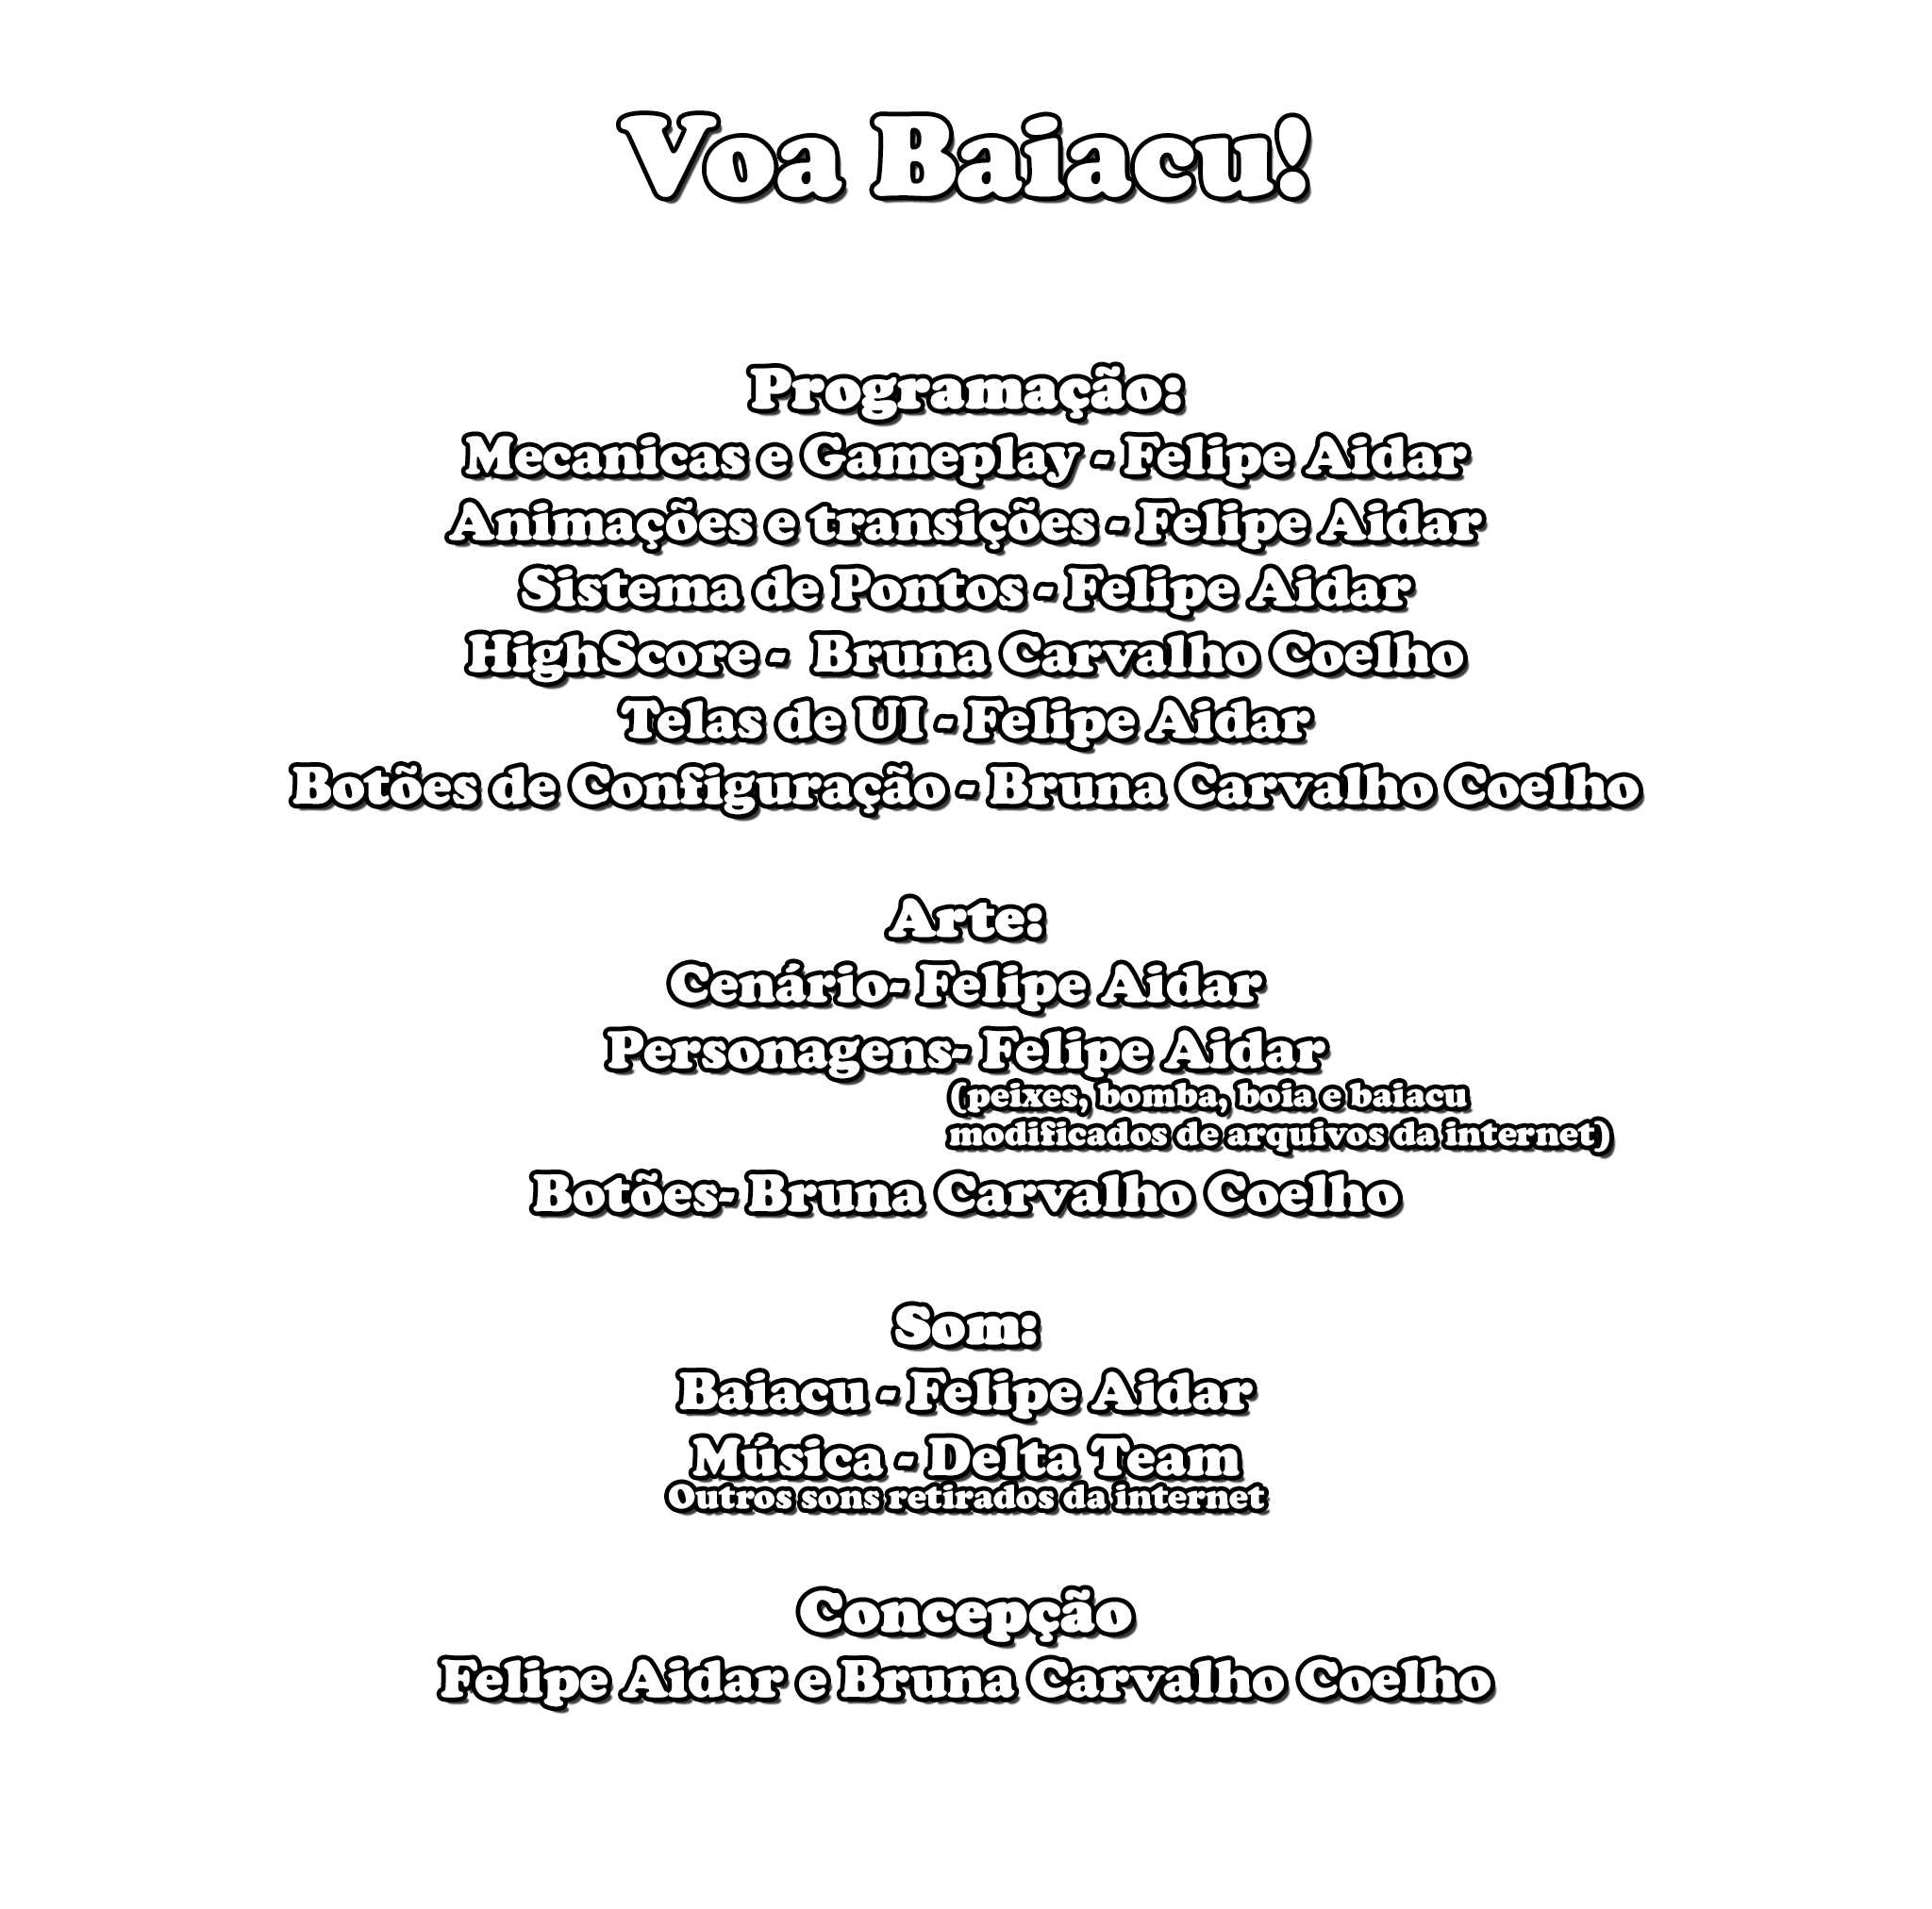 Voa Baiacu!
Programação:
Mecanicas e Gameplay - Felipe Aidar
Animações e transições - Felipe Aidar
Sistema de Pontos - Felipe Aidar
HighScore - Bruna Carvalho Coelho
Telas de UI - Felipe Aidar
Botões de Configuração - Bruna Carvalho Coelho
Arte:
Cenário- Felipe Aidar
Personagens- Felipe Aidar
(peixes, bomba, boia e baiacu
modificados de arquivos da internet)
Botões- Bruna Carvalho Coelho
Som:
Baiacu - Felipe Aidar
Música - Delta Team
Outros sons retirados da internet
Concepção
Felipe Aidar e Bruna Carvalho Coelho